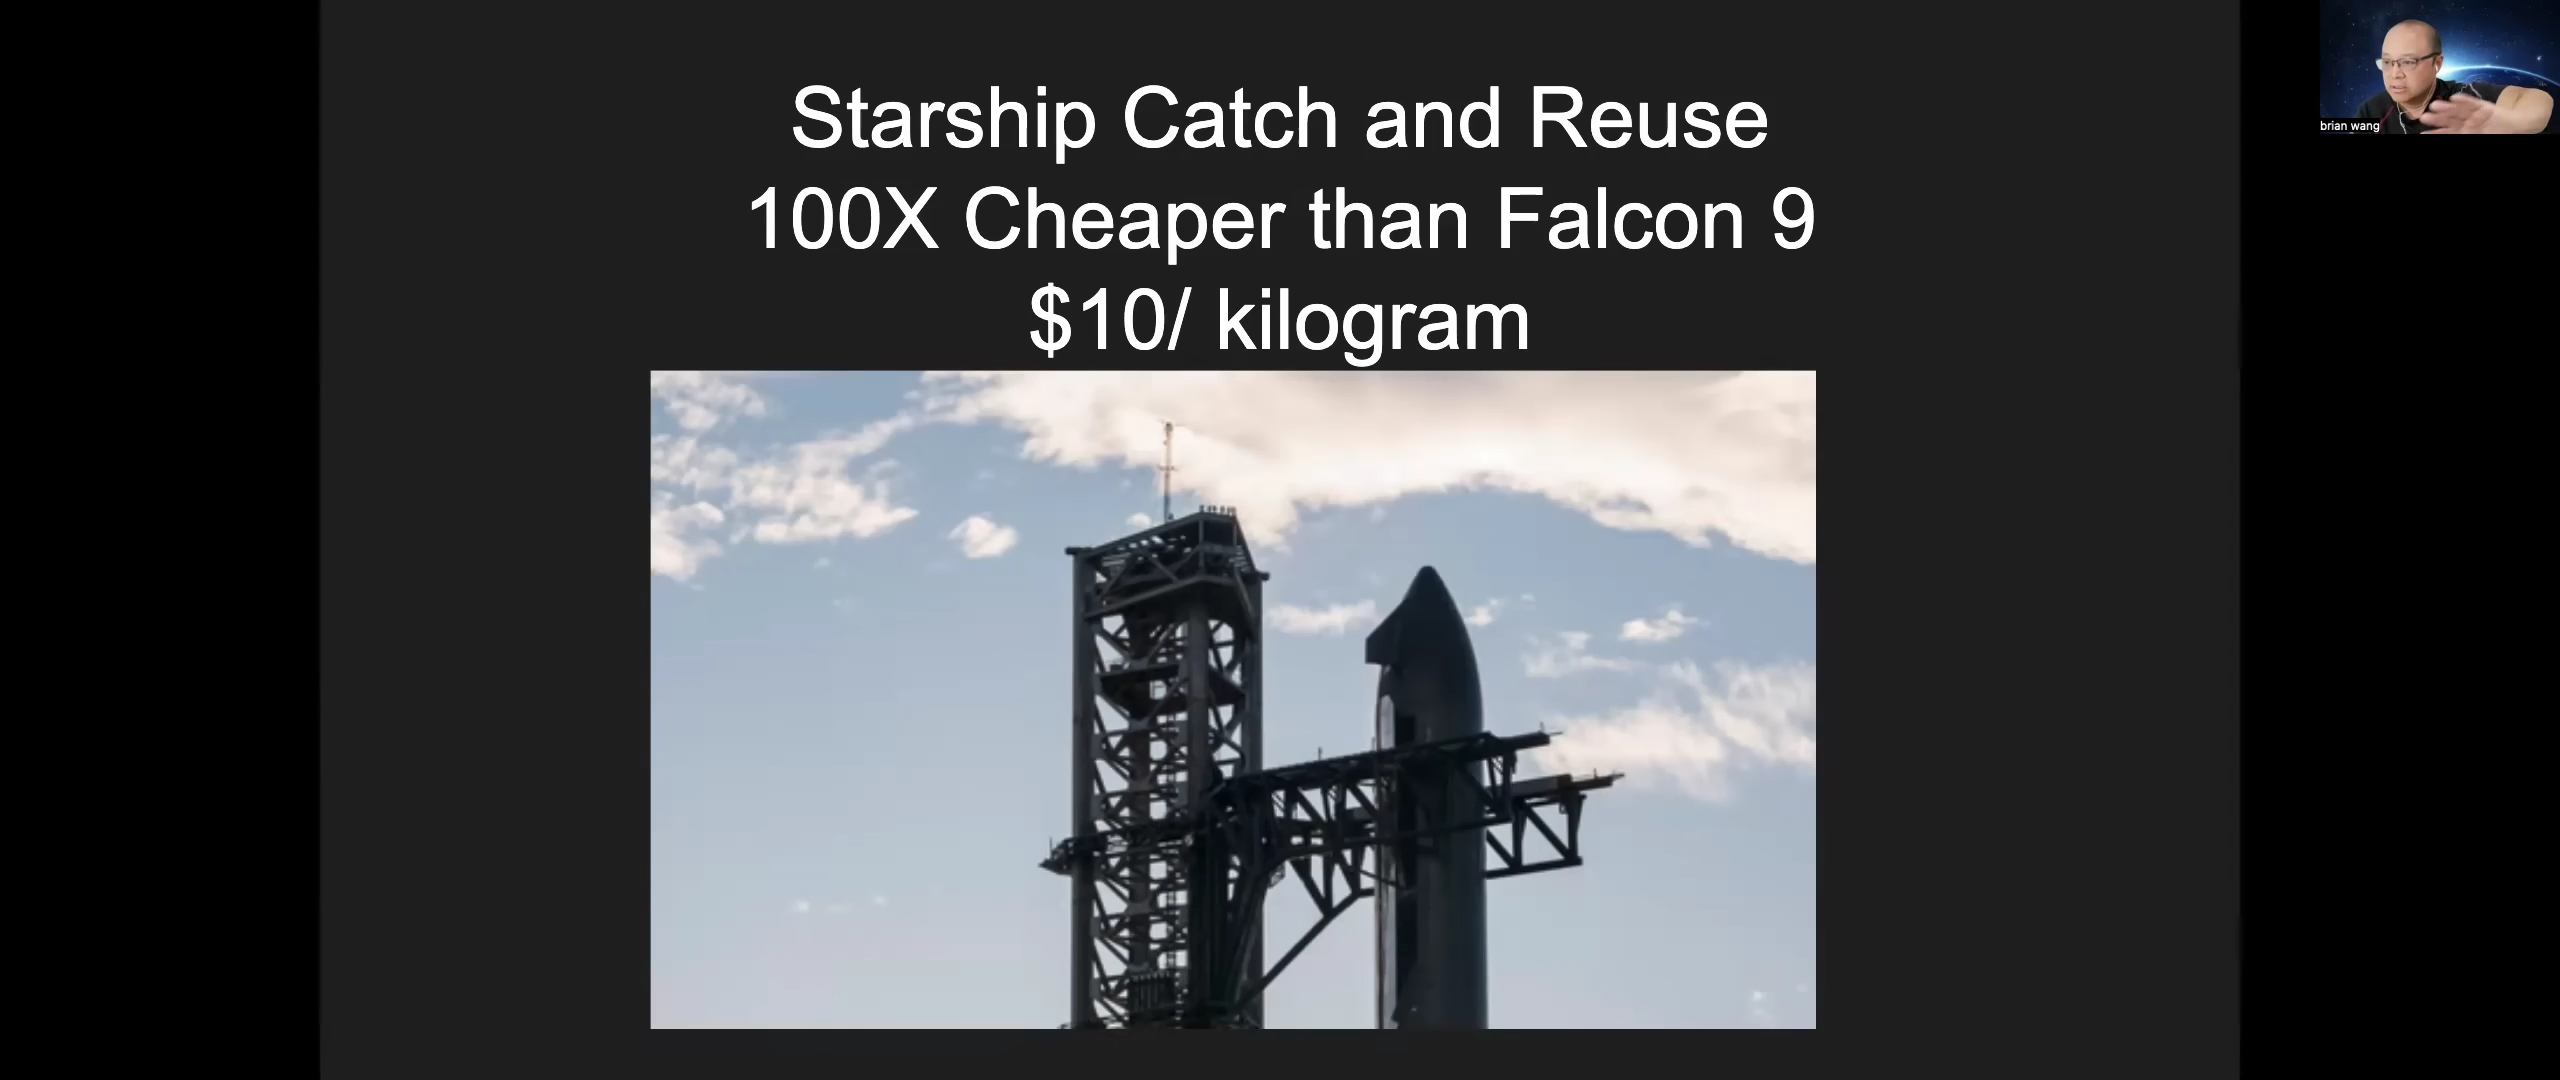 Starship Catch and Reuse
100X Cheaper than Falcon 9
$10/ kilogram
brian wang